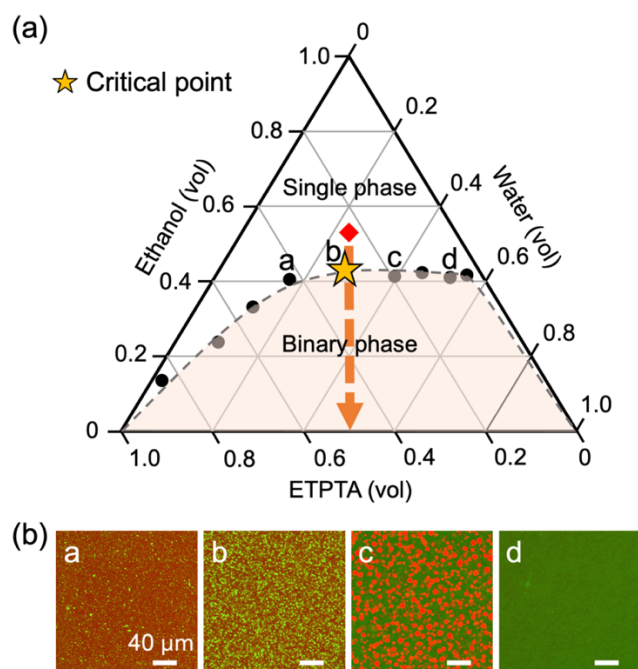 (a)
Critical point
0
1.0
0.2
0.8
Single phase
Ethanol (vol)
Water (vol)
0.6
0.4
a
b
c
d
0.4
0.6
Binary phase
0.2
0.8
0
1.0
1.0
0.8
0.6
0.4
0.2
0
ETPTA (vol)
(b)
a
b
c
d
40 µm